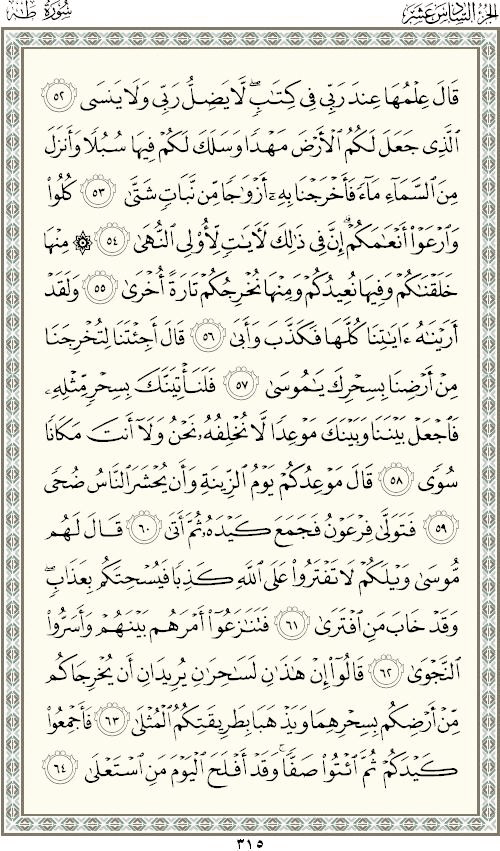 الجزء السادس عشر
سورة طه
قَالَ عِلْمُهَا عِندَ رَبِّى فِى كِتَـٰبٍۢ ۖ لَّا يَضِلُّ رَبِّى وَلَا يَنسَى ٥٢
ٱلَّذِى جَعَلَ لَكُمُ ٱلْأَرْضَ مَهْدًۭا وَسَلَكَ لَكُمْ فِيهَا سُبُلًۭا وَأَنزَلَ
مِنَ ٱلسَّمَآءِ مَآءًۭ فَأَخْرَجْنَا بِهِۦٓ أَزْوَٰجًۭا مِّن نَّبَاتٍۢ شَتَّىٰ ٥٣ كُلُوا۟
وَٱرْعَوْا۟ أَنْعَـٰمَكُمْ ۗ إِنَّ فِى ذَٰلِكَ لَـَٔايَـٰتٍۢ لِّأُو۟لِى ٱلنُّهَىٰ ٥٤ ۞ مِنْهَا
خَلَقْنَـٰكُمْ وَفِيهَا نُعِيدُكُمْ وَمِنْهَا نُخْرِجُكُمْ تَارَةً أُخْرَىٰ ٥٥ وَلَقَدْ
أَرَيْنَـٰهُ ءَايَـٰتِنَا كُلَّهَا فَكَذَّبَ وَأَبَىٰ ٥٦ قَالَ أَجِئْتَنَا لِتُخْرِجَنَا
مِنْ أَرْضِنَا بِسِحْرِكَ يَـٰمُوسَىٰ ٥٧ فَلَنَأْتِيَنَّكَ بِسِحْرٍۢ مِّثْلِهِۦ
فَٱجْعَلْ بَيْنَنَا وَبَيْنَكَ مَوْعِدًۭا لَّا نُخْلِفُهُۥ نَحْنُ وَلَآ أَنتَ مَكَانًۭا
سُوًۭى ٥٨ قَالَ مَوْعِدُكُمْ يَوْمُ ٱلزِّينَةِ وَأَن يُحْشَرَ ٱلنَّاسُ ضُحًۭى
٥٩ فَتَوَلَّىٰ فِرْعَوْنُ فَجَمَعَ كَيْدَهُۥ ثُمَّ أَتَىٰ ٦٠ قَالَ لَهُم
مُّوسَىٰ وَيْلَكُمْ لَا تَفْتَرُوا۟ عَلَى ٱللَّهِ كَذِبًۭا فَيُسْحِتَكُم بِعَذَابٍۢ ۖ
وَقَدْ خَابَ مَنِ ٱفْتَرَىٰ ٦١ فَتَنَـٰزَعُوٓا۟ أَمْرَهُم بَيْنَهُمْ وَأَسَرُّوا۟
ٱلنَّجْوَىٰ ٦٢ قَالُوٓا۟ إِنْ هَـٰذَٰنِ لَسَـٰحِرَٰنِ يُرِيدَانِ أَن يُخْرِجَاكُم
مِّنْ أَرْضِكُم بِسِحْرِهِمَا وَيَذْهَبَا بِطَرِيقَتِكُمُ ٱلْمُثْلَىٰ ٦٣ فَأَجْمِعُوا۟
كَيْدَكُمْ ثُمَّ ٱئْتُوا۟ صَفًّۭا ۚ وَقَدْ أَفْلَحَ ٱلْيَوْمَ مَنِ ٱسْتَعْلَىٰ ٦٤
٣١٥